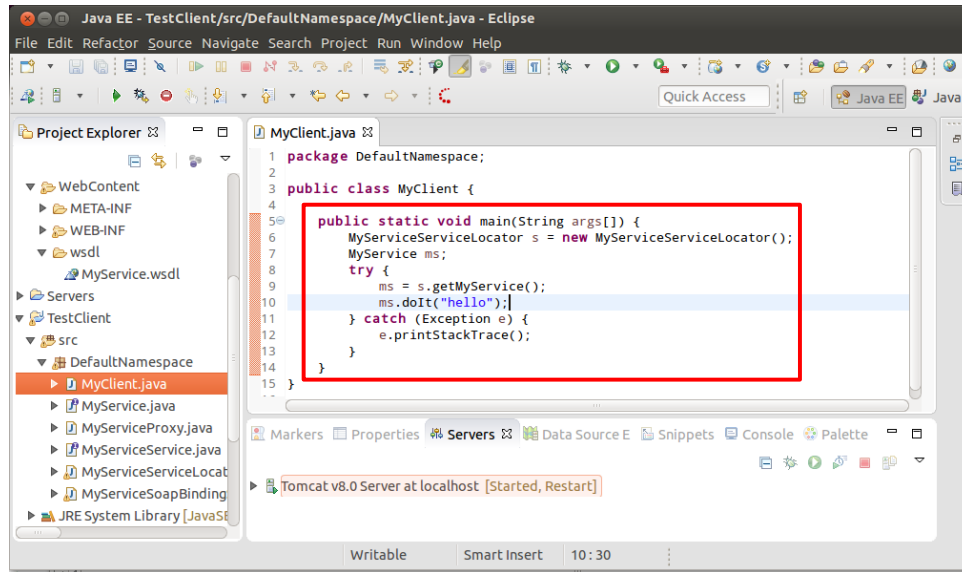 Java EE - TestClient/src/DefaultNamespace/MyClient.java - Eclipse
File Edit Refactor Source Navigate Search Project Run Window Help
Quick Access
Java EE
Java
Project Explorer
WebContent
META-INF
WEB-INF
wsdl
MyService.wsdl
Servers
TestClient
src
DefaultNamespace
MyClient.java
MyService.java
MyServiceProxy.java
MyServiceService.java
MyServiceServiceLocat
MyServiceSoapBinding
JRE System Library [JavaSE
MyClient.java
1 package DefaultNamespace;
2
3 public class MyClient {
4
5 public static void main(String args[]) {
6 MyServiceServiceLocator s = new MyServiceServiceLocator();
7 MyService ms;
8 try {
9 ms = s.getMyService();
10 ms.doIt("hello");
11 } catch (Exception e) {
12 e.printStackTrace();
13 }
14 }
15 }
Markers Properties Servers Data Source E Snippets Console Palette
Tomcat v8.0 Server at localhost [Started, Restart]
Writable Smart Insert 10 : 30